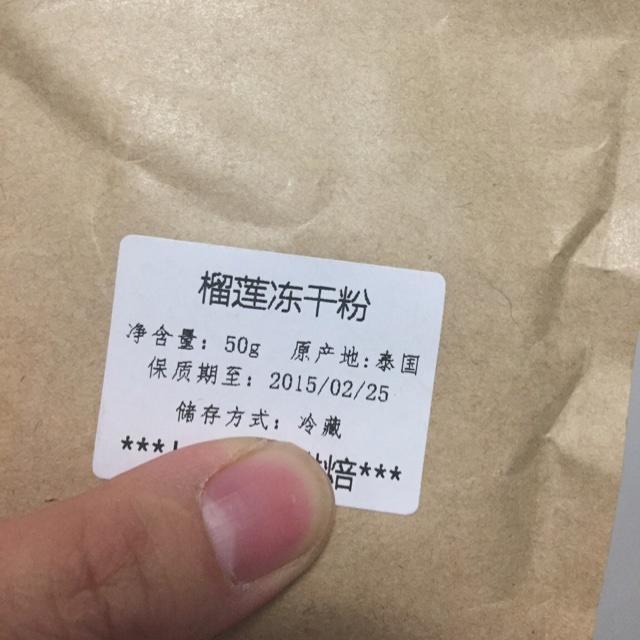 榴莲冻干粉
净含量: 50g 原产地:泰国
保质期至: 2015/02/25
储存方式: 冷藏
*** 焙***